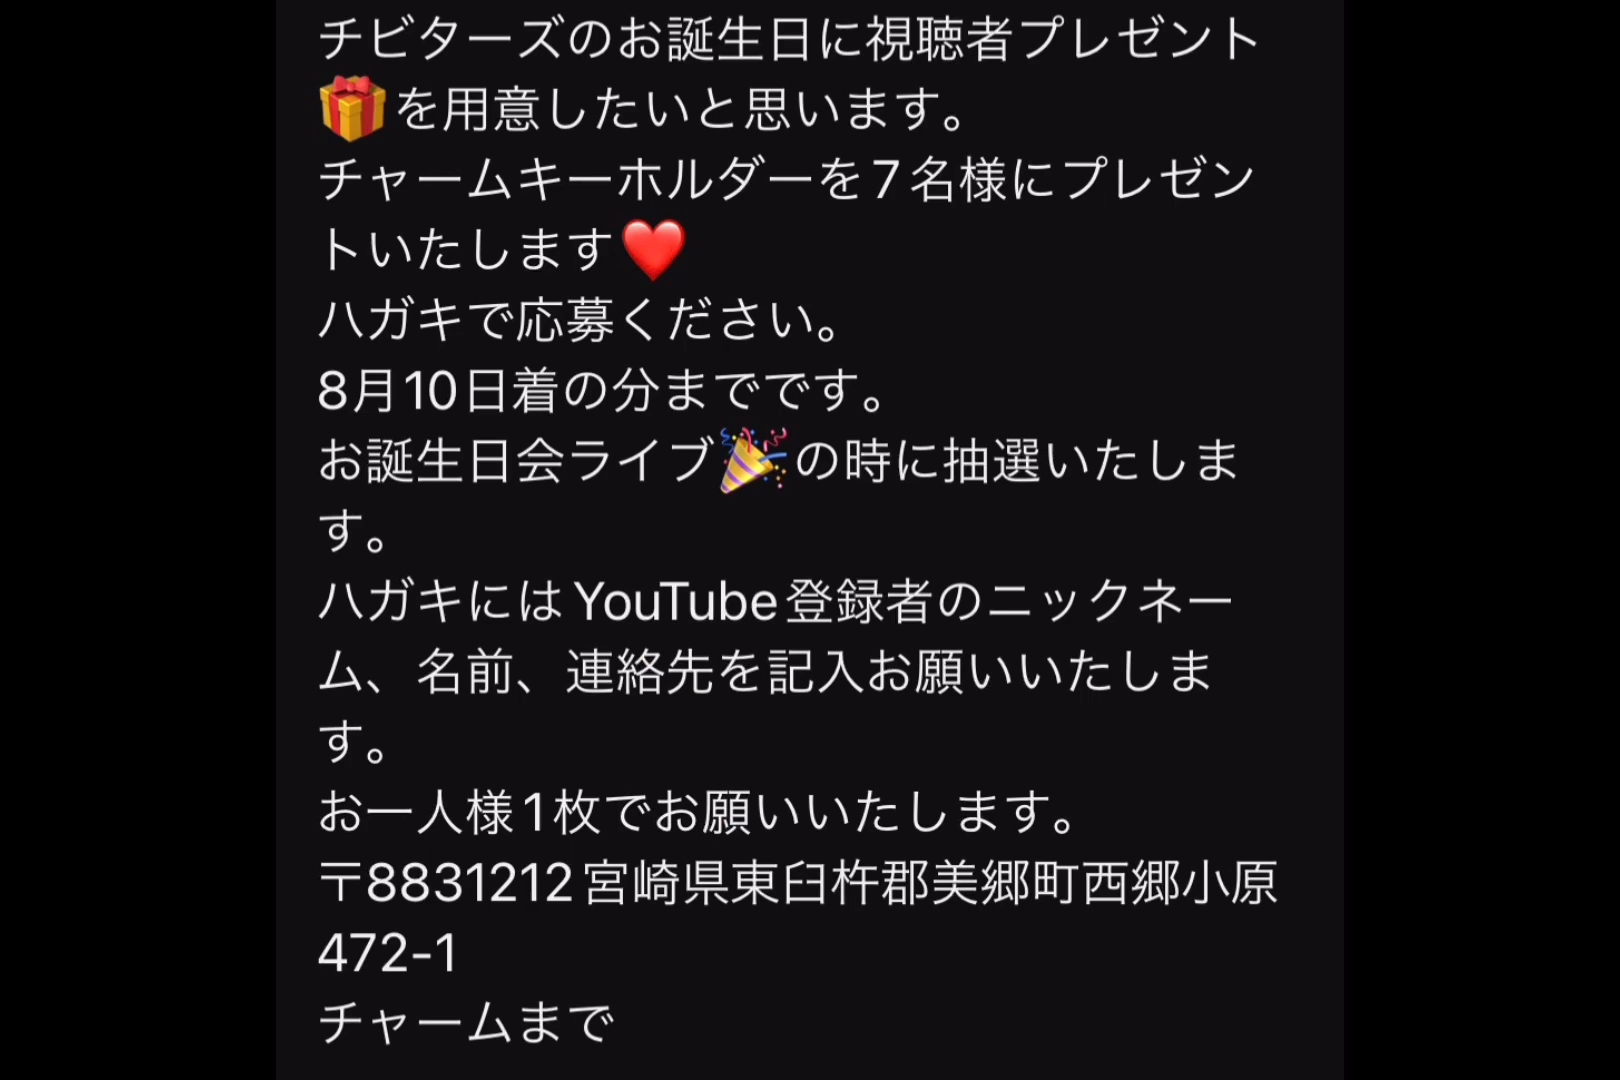 チビターズのお誕生日に視聴者プレゼント
🎁を用意したいと思います。
チャームキーホルダーを7名様にプレゼン
トいたします❤️
ハガキで応募ください。
8月10日着の分までです。
お誕生日会ライブ🎉の時に抽選いたしま
す。
ハガキにはYouTube登録者のニックネー
ム、名前、連絡先を記入お願いいたしま
す。
お一人様1枚でお願いいたします。
〒8831212宮崎県東臼杵郡美郷町西郷小原
472-1
チャームまで